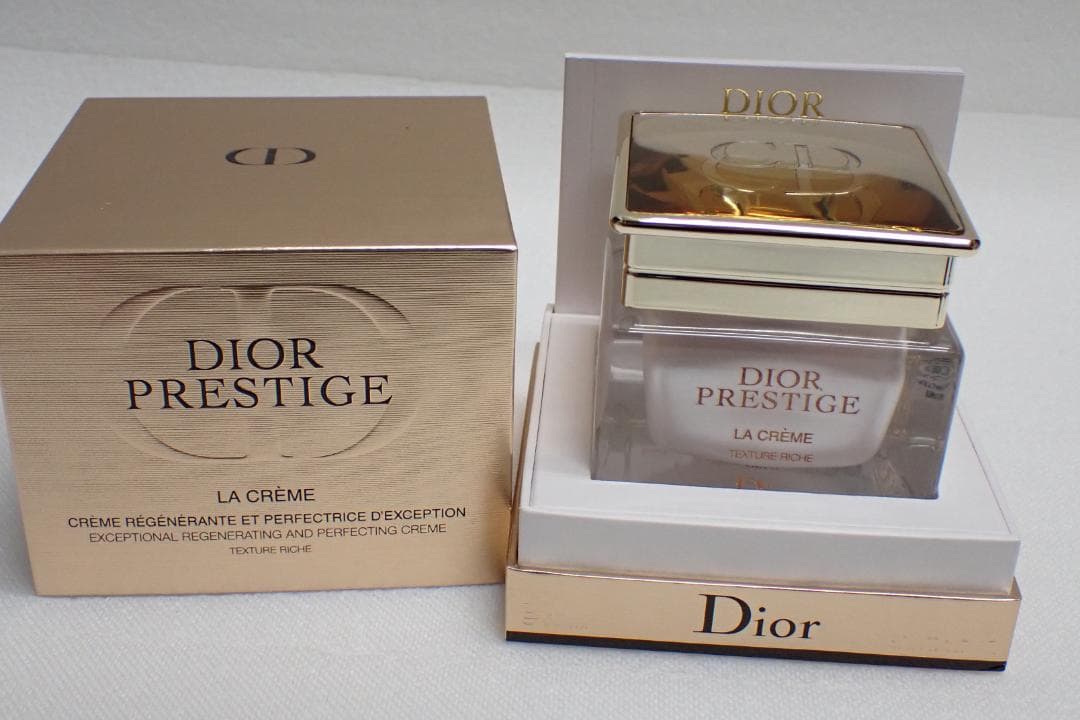 DIOR
PRESTIGE
LA CRÈME
CRÈME RÉGÉNÉRANTE ET PERFECTRICE D'EXCEPTION
EXCEPTIONAL REGENERATING AND PERFECTING CREME
TEXTURE RICHE
DIOR
CD
DIOR
PRESTIGE
LA CRÈME
TEXTURE RICHE
Dior